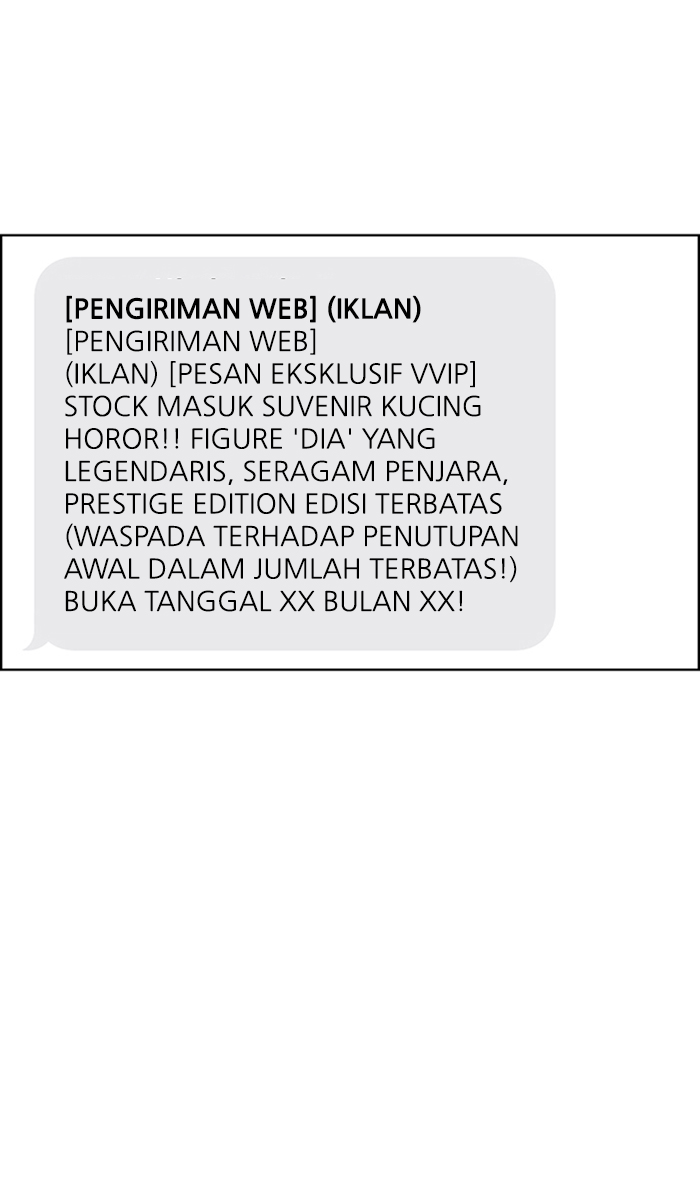 [PENGIRIMAN WEB] (IKLAN)
[PENGIRIMAN WEB]
(IKLAN) [PESAN EKSKLUSIF VVIP]
STOCK MASUK SUVENIR KUCING
HOROR!! FIGURE 'DIA' YANG
LEGENDARIS, SERAGAM PENJARA,
PRESTIGE EDITION EDISI TERBATAS
(WASPADA TERHADAP PENUTUPAN
AWAL DALAM JUMLAH TERBATAS!)
BUKA TANGGAL XX BULAN XX!